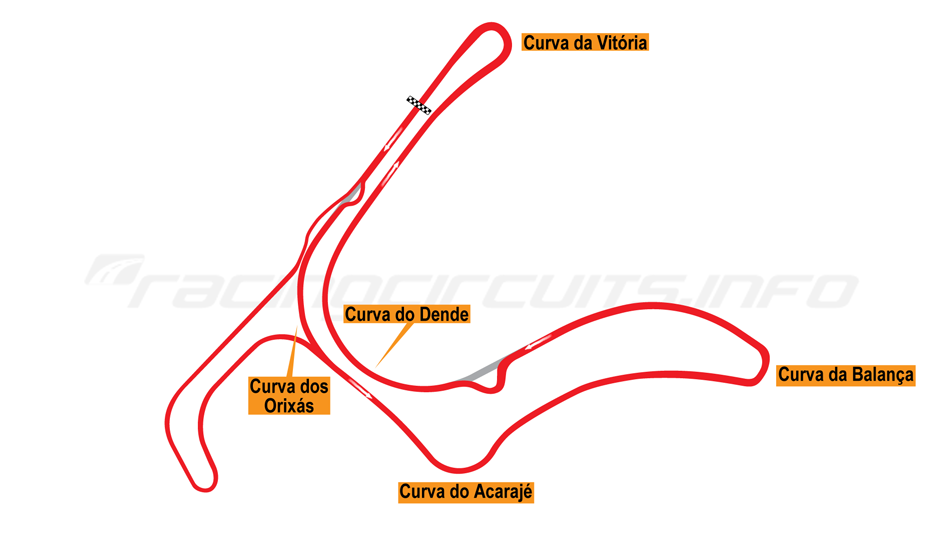 Curva da Vitória
racingcircuits.info
Curva do Dende
Curva da Balança
Curva dos
Orixás
Curva do Acarajé